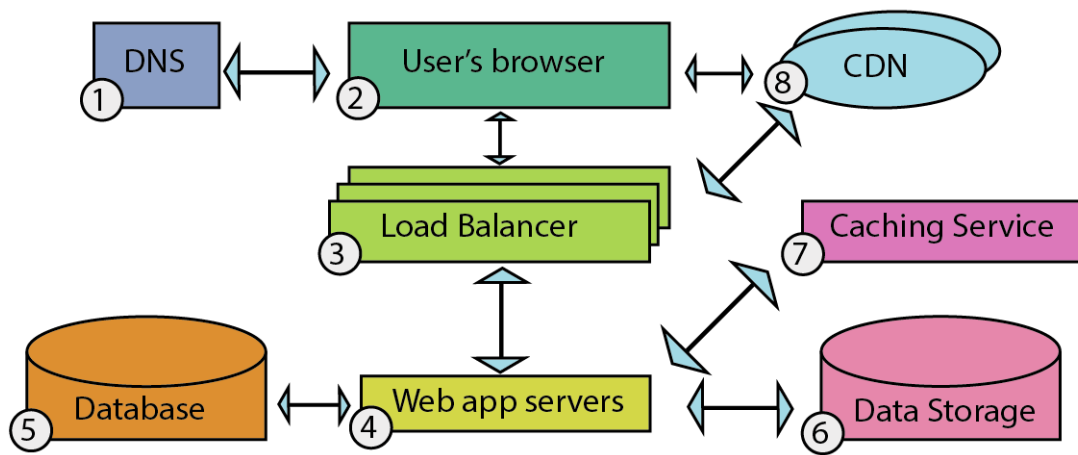 DNS
1
User's browser
2
CDN
8
Load Balancer
3
Caching Service
7
Database
5
Web app servers
4
Data Storage
6